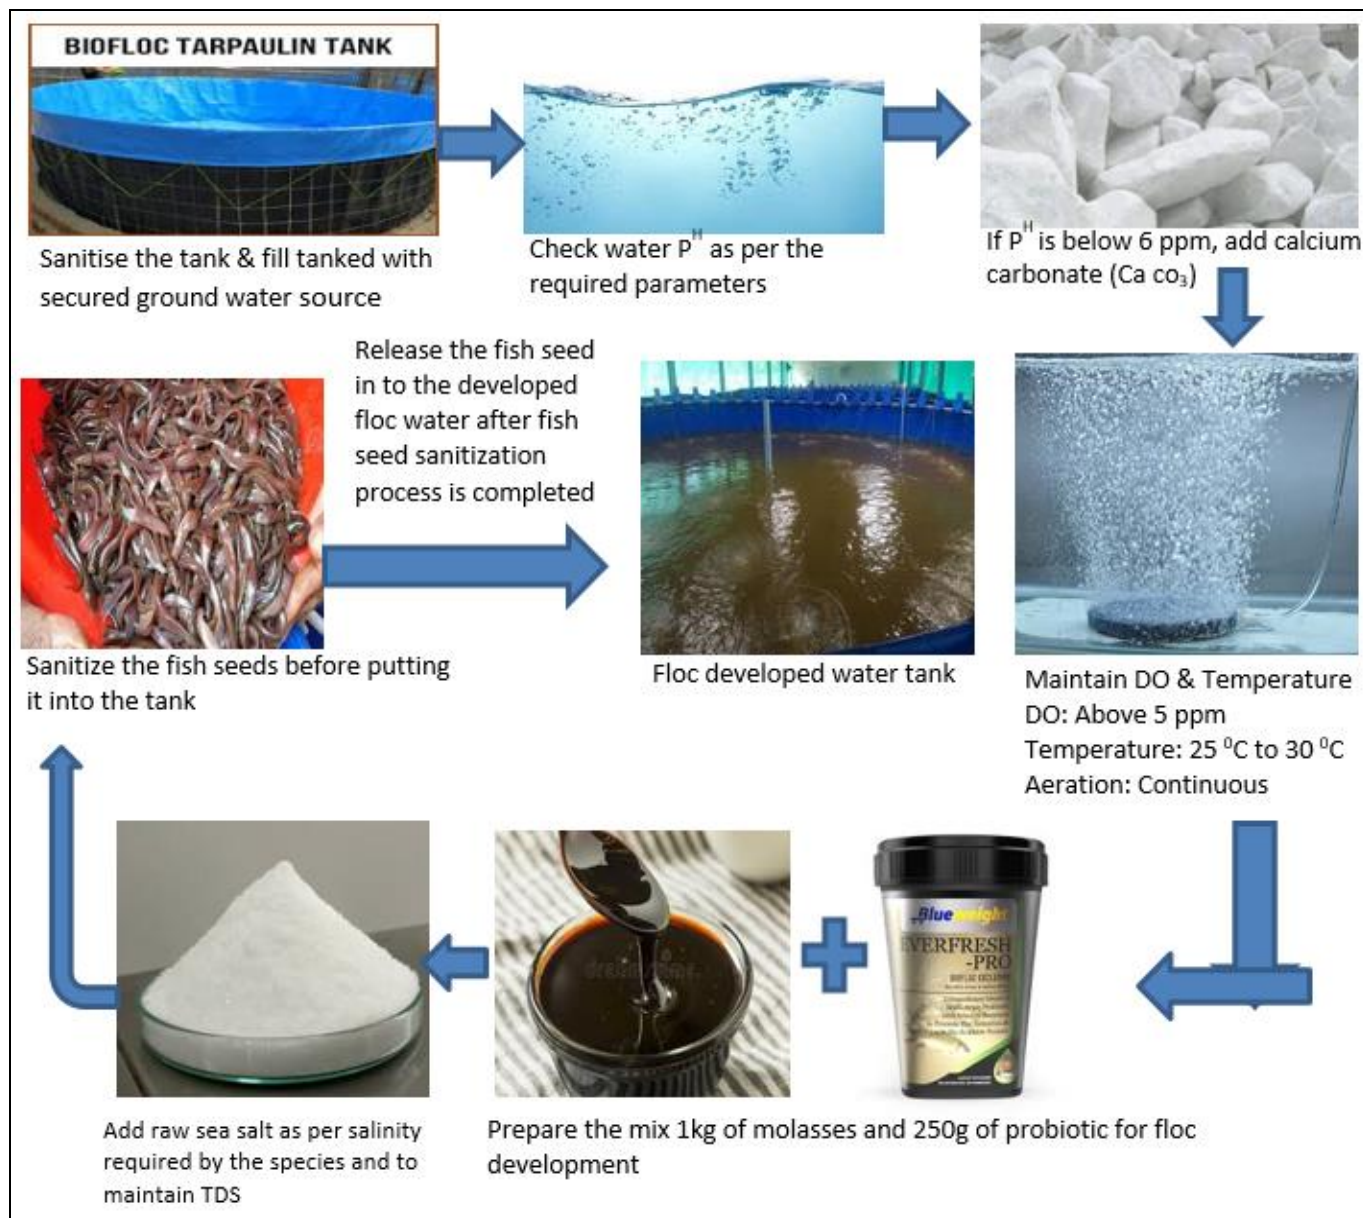 BIOFLOC TARPAULIN TANK
Sanitise the tank & fill tanked with
secured ground water source
Check water P^H as per the
required parameters
If P^H is below 6 ppm, add calcium
carbonate (Ca co₃)
Release the fish seed
in to the developed
floc water after fish
seed sanitization
process is completed
Sanitize the fish seeds before putting
it into the tank
Floc developed water tank
Maintain DO & Temperature
DO: Above 5 ppm
Temperature: 25 ⁰C to 30 ⁰C
Aeration: Continuous
Blueweight
EVERFRESH
-PRO
Add raw sea salt as per salinity
required by the species and to
maintain TDS
Prepare the mix 1kg of molasses and 250g of probiotic for floc
development